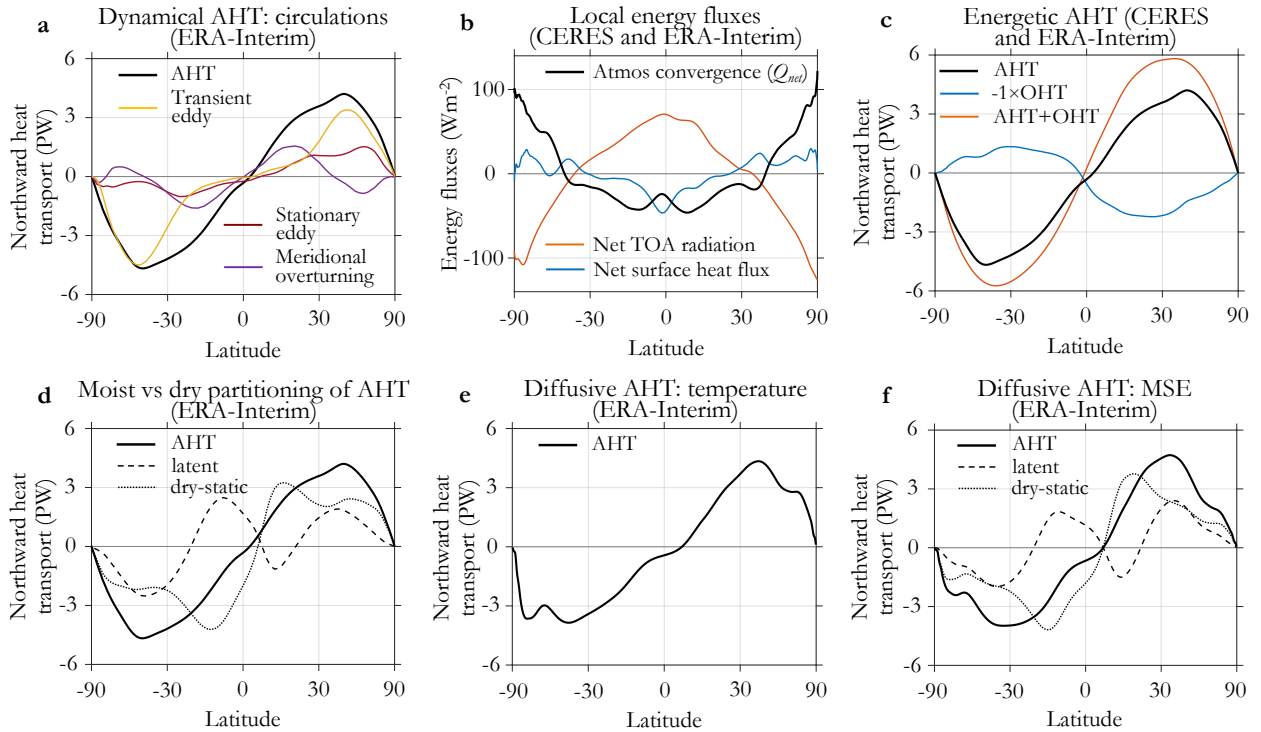 a
Dynamical AHT: circulations
(ERA-Interim)
6
3
0
-3
-6
Northward heat
transport (PW)
AHT
Transient
eddy
Stationary
eddy
Meridional
overturning
-90
-30
0
30
90
Latitude
b
Local energy fluxes
(CERES and ERA-Interim)
100
0
-100
Energy fluxes (Wm-2)
Atmos convergence (Qnet)
Net TOA radiation
Net surface heat flux
-90
-30
0
30
90
Latitude
c
Energetic AHT (CERES
and ERA-Interim)
6
3
0
-3
-6
Northward heat
transport (PW)
AHT
-1×OHT
AHT+OHT
-90
-30
0
30
90
Latitude
d
Moist vs dry partitioning of AHT
(ERA-Interim)
6
3
0
-3
-6
Northward heat
transport (PW)
AHT
latent
dry-static
-90
-30
0
30
90
Latitude
e
Diffusive AHT: temperature
(ERA-Interim)
6
3
0
-3
-6
Northward heat
transport (PW)
AHT
-90
-30
0
30
90
Latitude
f
Diffusive AHT: MSE
(ERA-Interim)
6
3
0
-3
-6
Northward heat
transport (PW)
AHT
latent
dry-static
-90
-30
0
30
90
Latitude